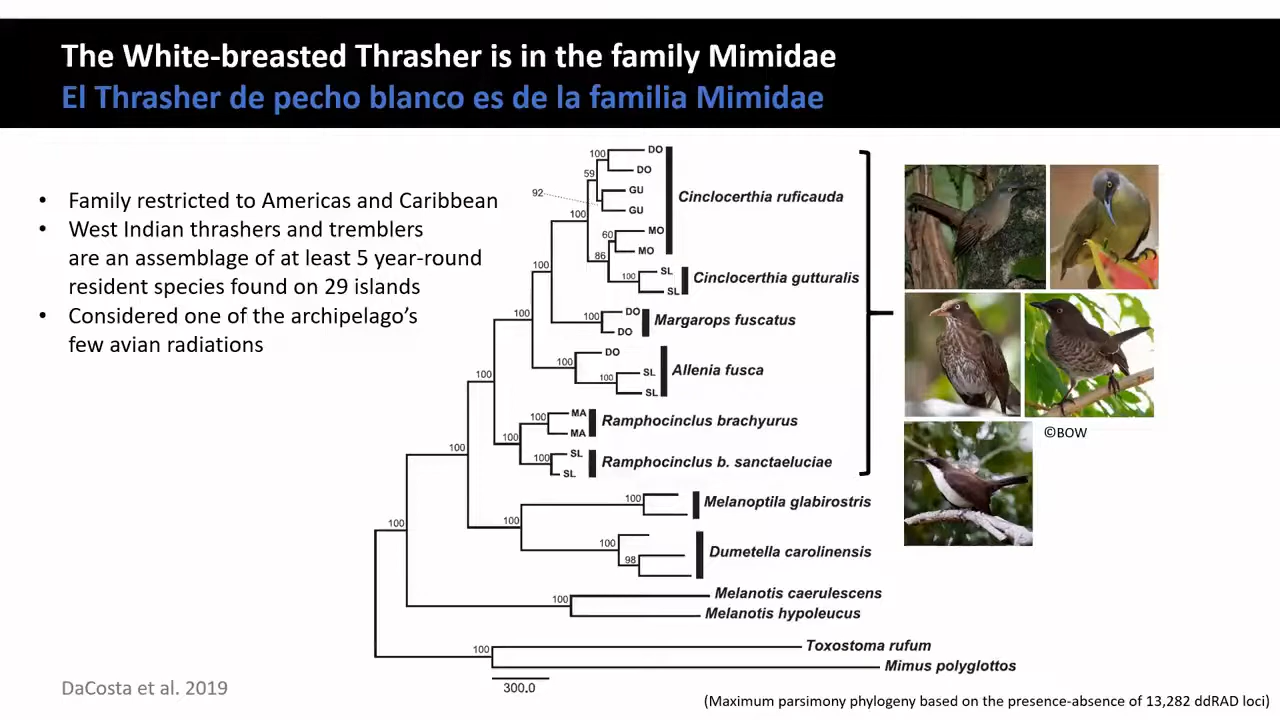 The White-breasted Thrasher is in the family Mimidae
El Thrasher de pecho blanco es de la familia Mimidae
• Family restricted to Americas and Caribbean
• West Indian thrashers and tremblers
are an assemblage of at least 5 year-round
resident species found on 29 islands
• Considered one of the archipelago's
few avian radiations
100
DO
DO
59
92
GU
GU
Cinclocerthia ruficauda
100
60
MO
MO
86
100
SL
SL
Cinclocerthia gutturalis
100
100
DO
DO
Margarops fuscatus
100
100
DO
100
SL
SL
Allenia fusca
100
100
MA
MA
Ramphocinclus brachyurus
100
100
SL
SL
Ramphocinclus b. sanctaeluciae
100
100
Melanoptila glabirostris
100
100
98
Dumetella carolinensis
100
100
Melanotis caerulescens
Melanotis hypoleucus
100
Toxostoma rufum
Mimus polyglottos
300.0
©BOW
DaCosta et al. 2019
(Maximum parsimony phylogeny based on the presence-absence of 13,282 ddRAD loci)